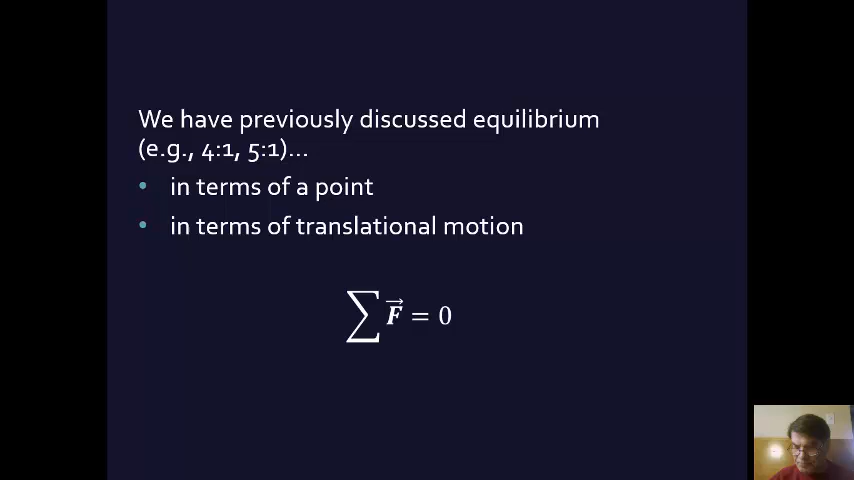 We have previously discussed equilibrium
(e.g., 4:1, 5:1)...
• in terms of a point
• in terms of translational motion
∑ F⃗ = 0